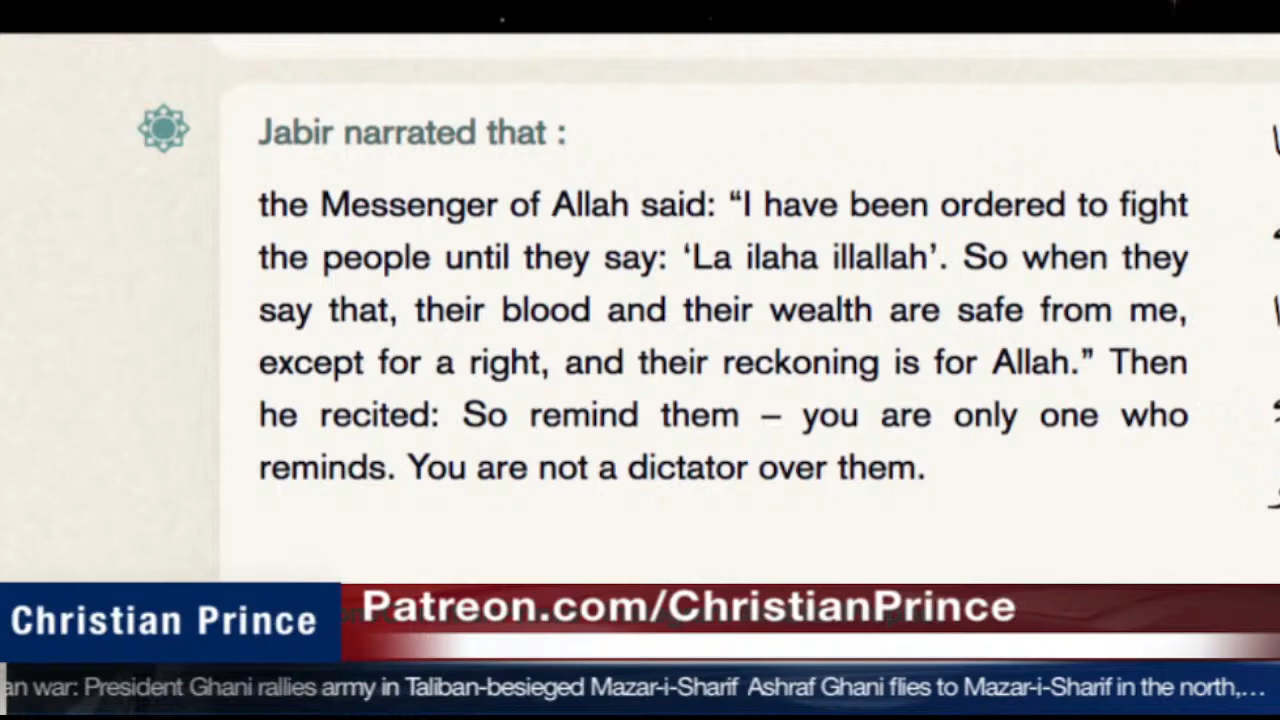 Jabir narrated that :
the Messenger of Allah said: “I have been ordered to fight
the people until they say: ‘La ilaha illallah’. So when they
say that, their blood and their wealth are safe from me,
except for a right, and their reckoning is for Allah.” Then
he recited: So remind them – you are only one who
reminds. You are not a dictator over them.
Christian Prince
Patreon.com/ChristianPrince
an war: President Ghani rallies army in Taliban-besieged Mazar-i-Sharif Ashraf Ghani flies to Mazar-i-Sharif in the north,...